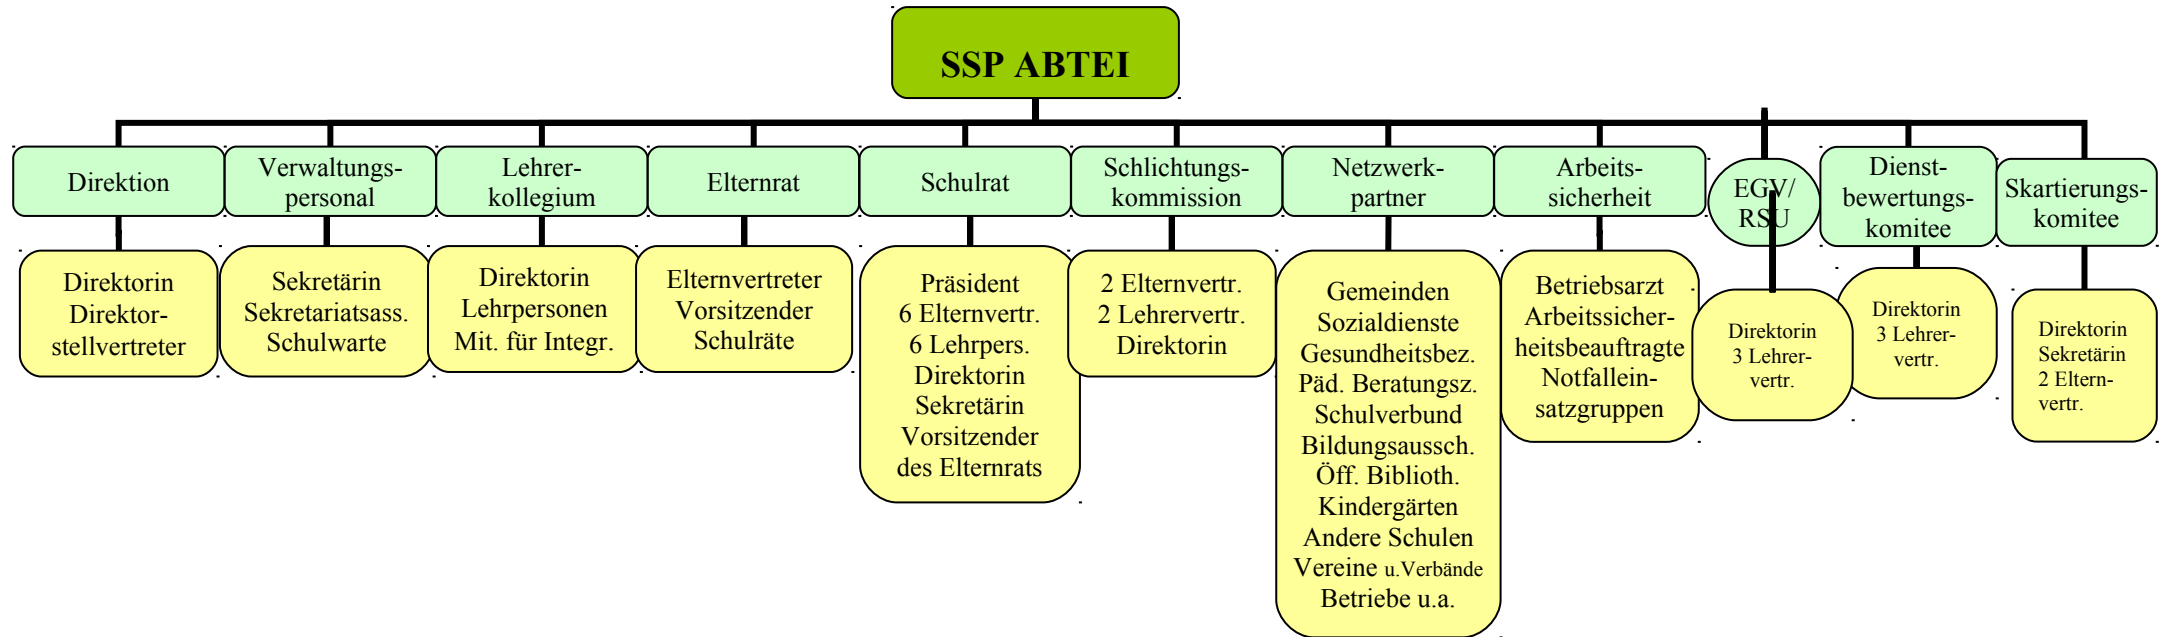 SSP ABTEI
Direktion
Verwaltungs-
personal
Lehrer-
kollegium
Elternrat
Schulrat
Schlichtungs-
kommission
Netzwerk-
partner
Arbeits-
sicherheit
EGV/
RSU
Dienst-
bewertungs-
komitee
Skartierungs-
komitee
Direktorin
Direktor-
stellvertreter
Sekretärin
Sekretariatsass.
Schulwarte
Direktorin
Lehrpersonen
Mit. für Integr.
Elternvertreter
Vorsitzender
Schulräte
Präsident
6 Elternvertr.
6 Lehrpers.
Direktorin
Sekretärin
Vorsitzender
des Elternrats
2 Elternvertr.
2 Lehrervertr.
Direktorin
Gemeinden
Sozialdienste
Gesundheitsbez.
Päd. Beratungsz.
Schulverbund
Bildungsaussch.
Öff. Biblioth.
Kindergärten
Andere Schulen
Vereine u.Verbände
Betriebe u.a.
Betriebsarzt
Arbeitssicher-
heitsbeauftragte
Notfallein-
satzgruppen
Direktorin
3 Lehrer-
vertr.
Direktorin
3 Lehrer-
vertr.
Direktorin
Sekretärin
2 Eltern-
vertr.